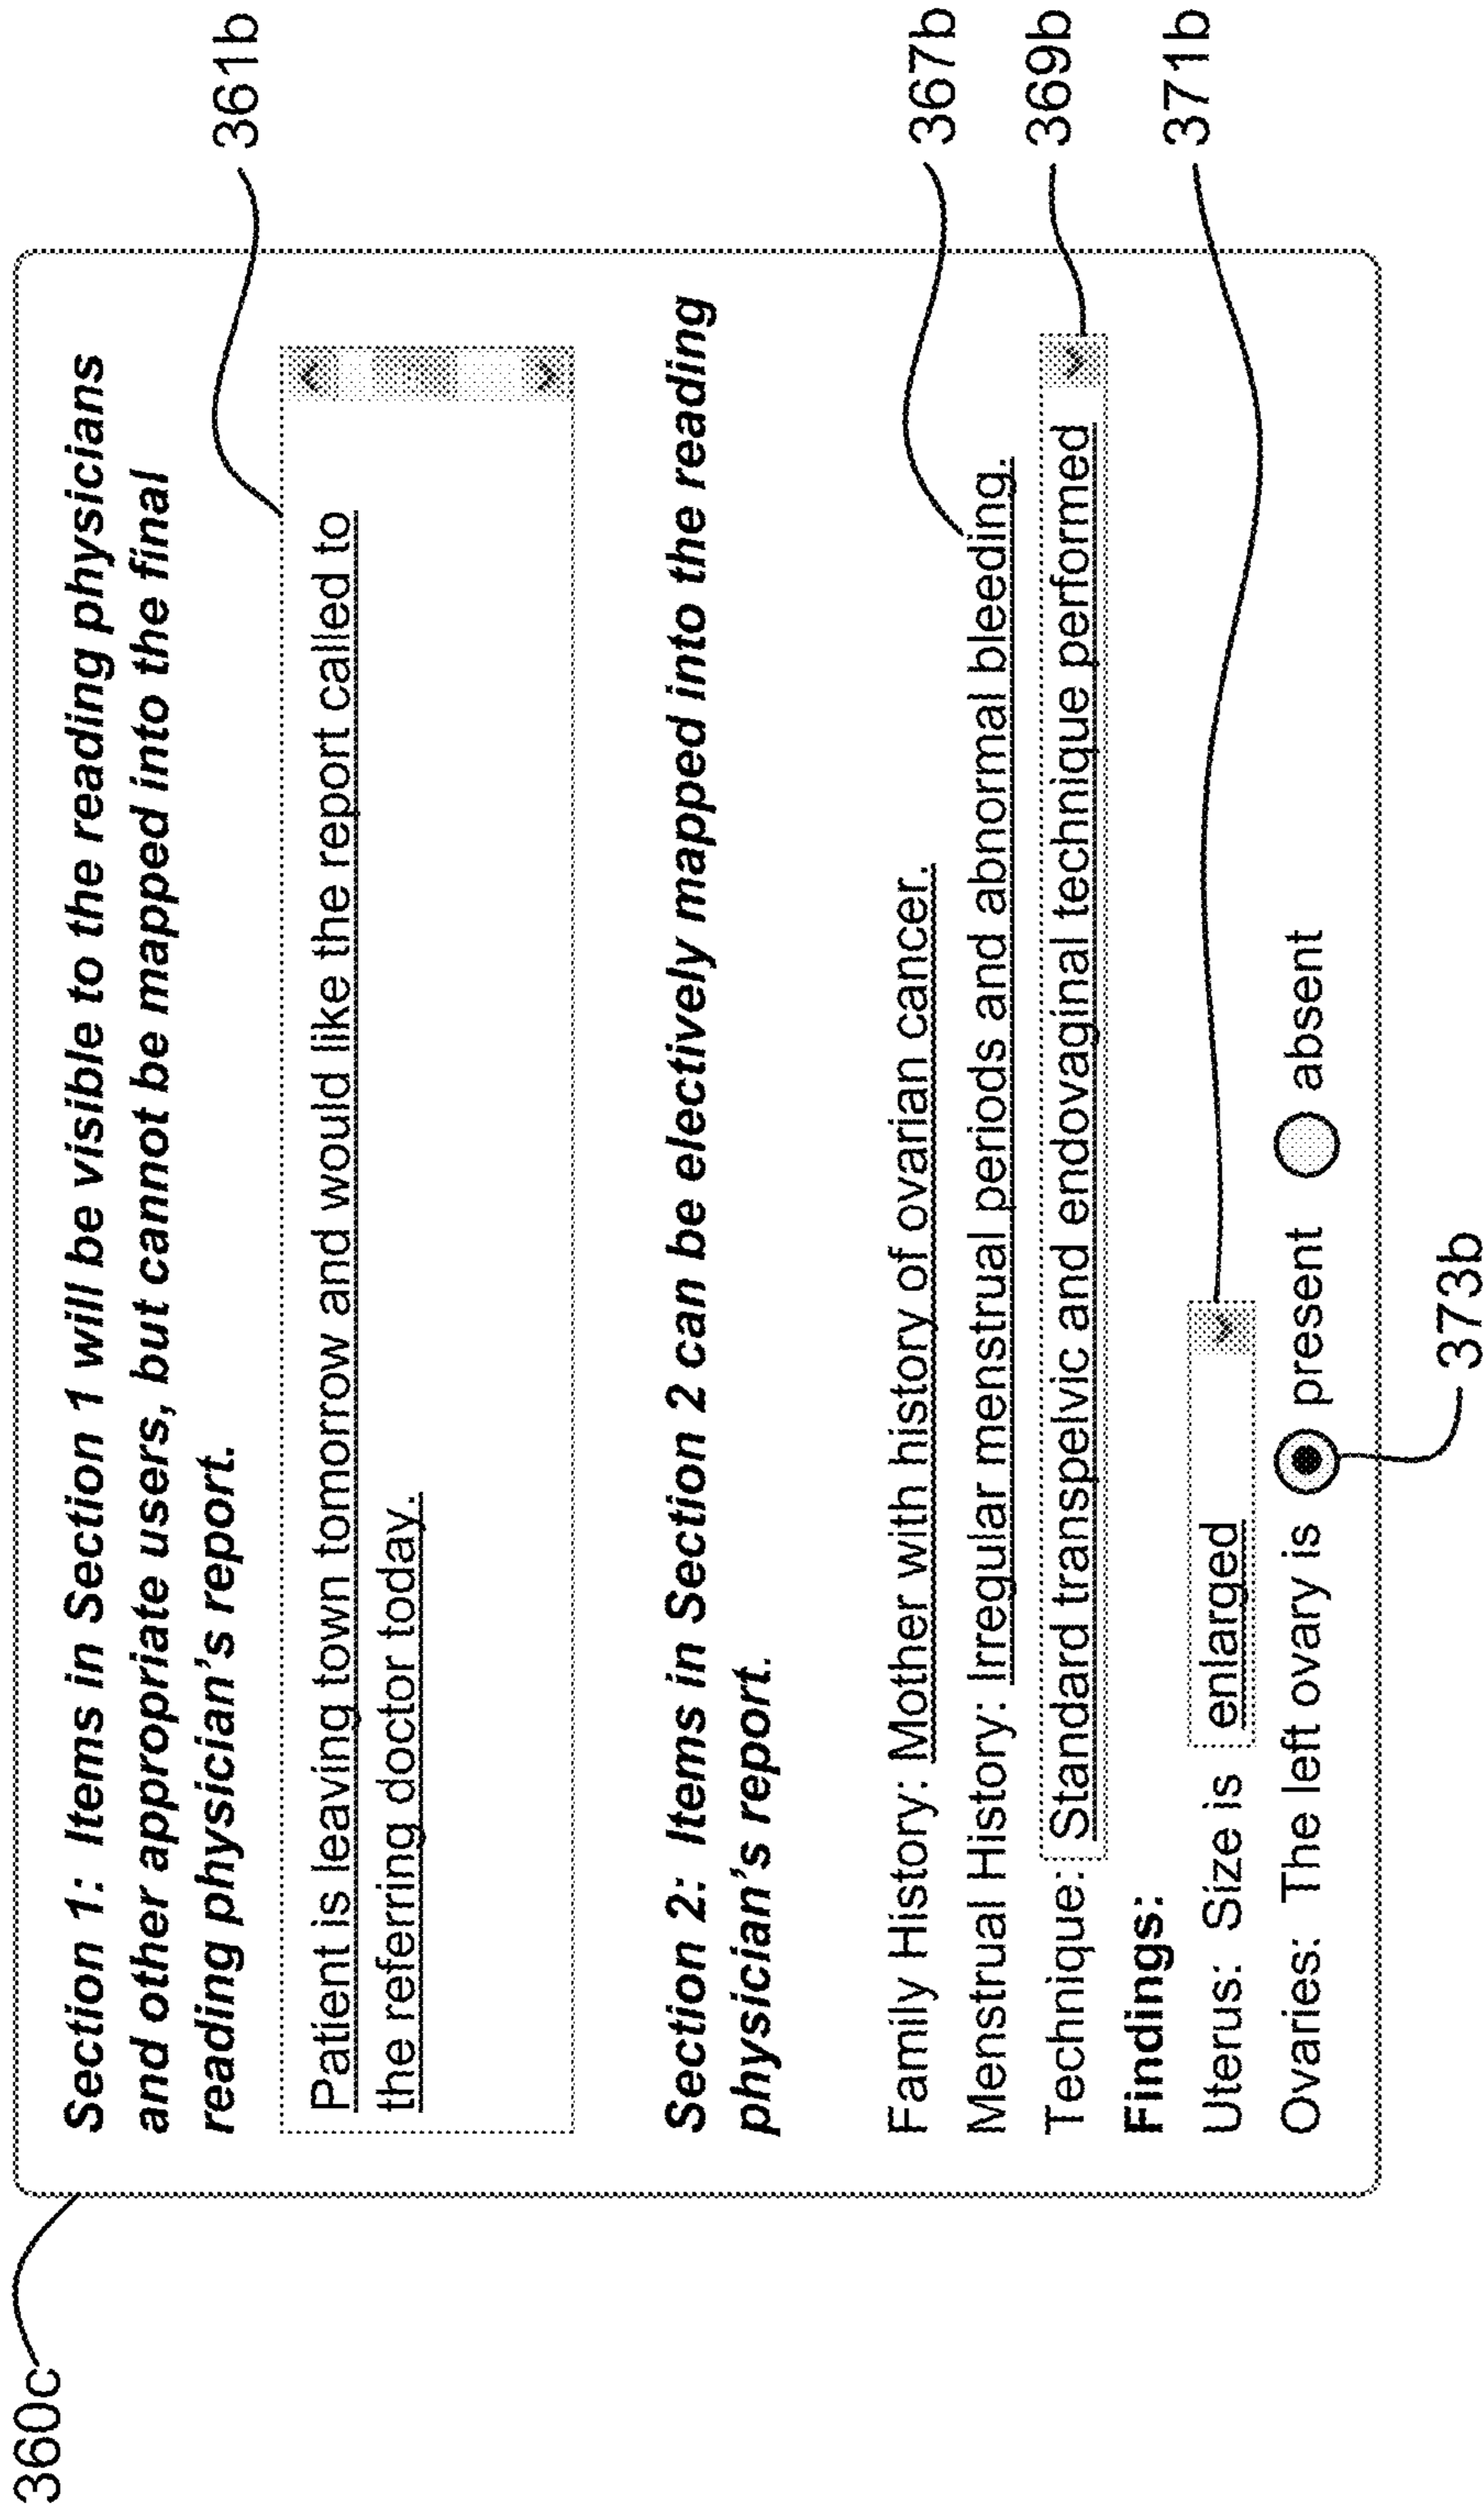 360c
Section 1: Items in Section 1 will be visible to the reading physicians
and other appropriate users, but cannot be mapped into the final
reading physician's report.
361b
Patient is leaving town tomorrow and would like the report called to
the referring doctor today.
Section 2: Items in Section 2 can be electively mapped into the reading
physician's report.
Family History: Mother with history of ovarian cancer.
367b
Menstrual History: Irregular menstrual periods and abnormal bleeding.
Technique: Standard transpelvic and endovaginal technique performed
369b
Findings:
Uterus: Size is enlarged
371b
Ovaries: The left ovary is present absent
373b